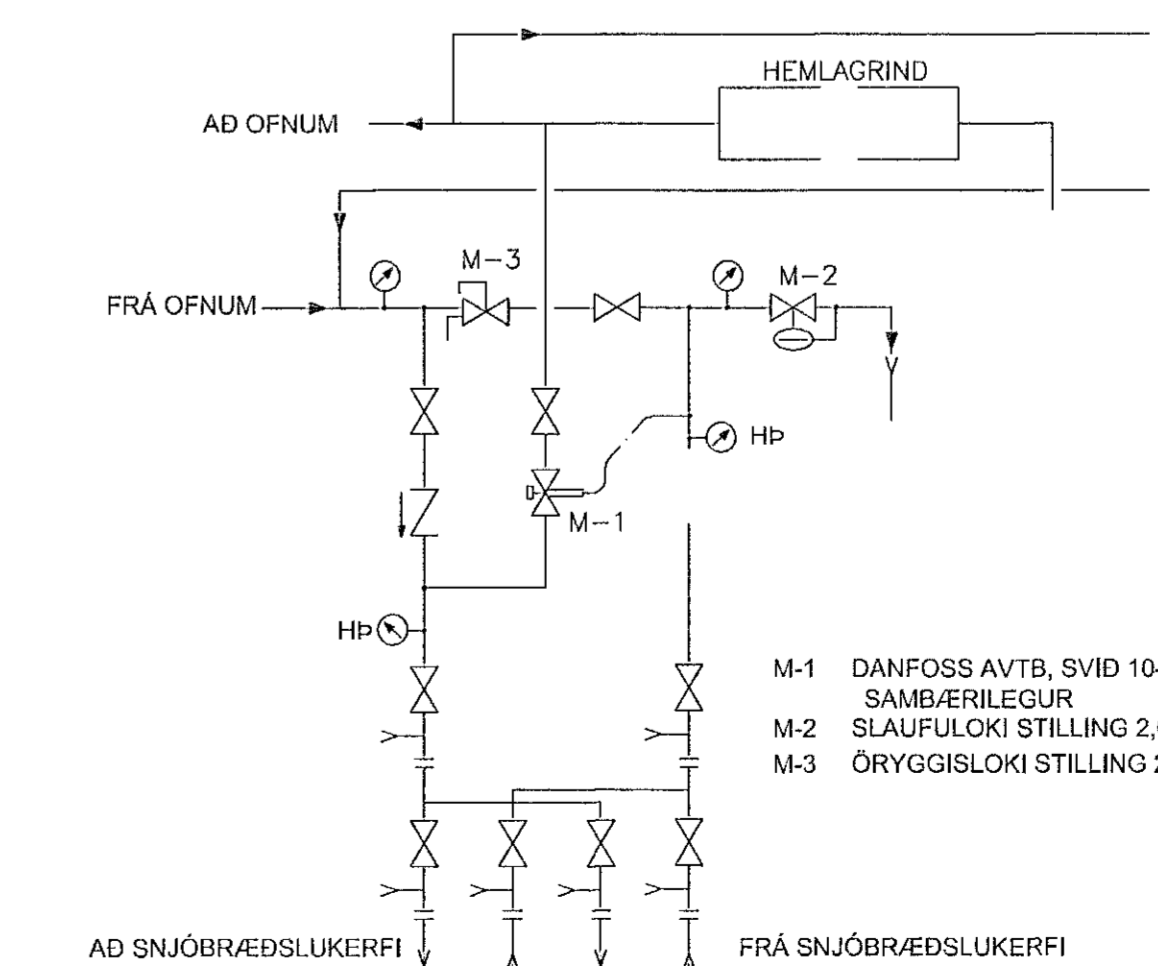 HEMLAGRIND
AÐ OFNUM
M-3
M-2
FRÁ OFNUM
HÞ
M-1
HÞ
M-1 DANFOSS AVTB, SVIÐ 10-
SAMBÆRILEGUR
M-2 SLAUFULOKI STILLING 2,
M-3 ÖRYGGISLOKI STILLING
AÐ SNJÓBRÆÐSLUKERFI
FRÁ SNJÓBRÆÐSLUKERFI